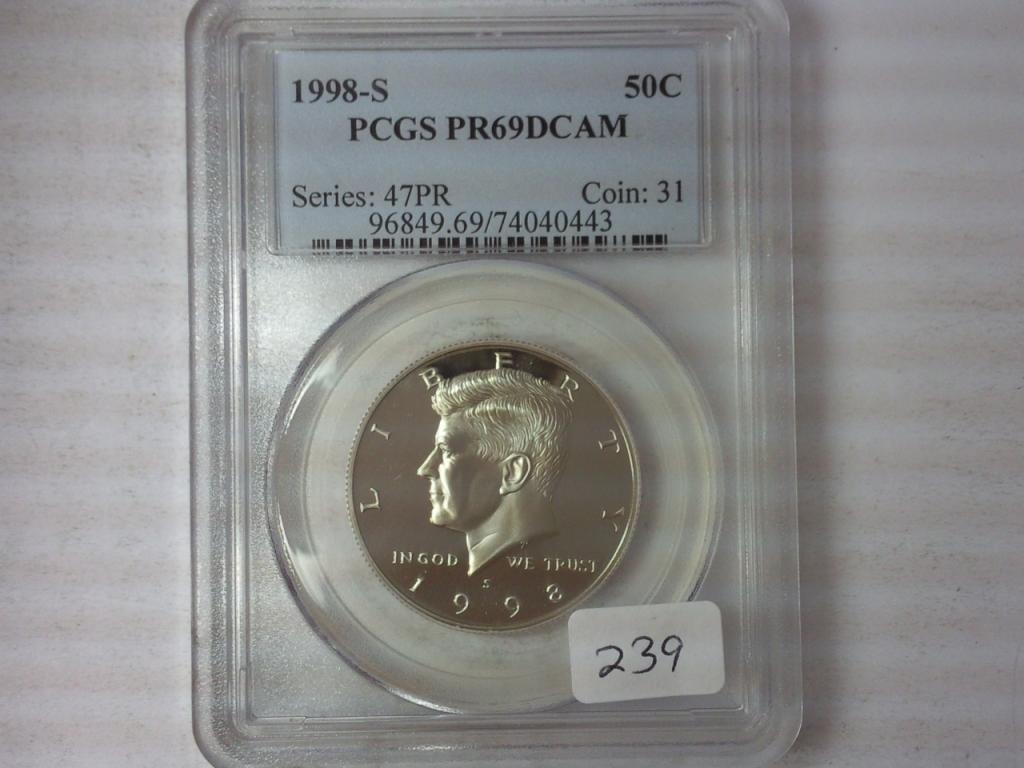 1998-S 50C
PCGS PR69DCAM
Series: 47PR Coin: 31
96849.69/74040443
LIBERTY
IN GOD WE TRUST
S
1998
239